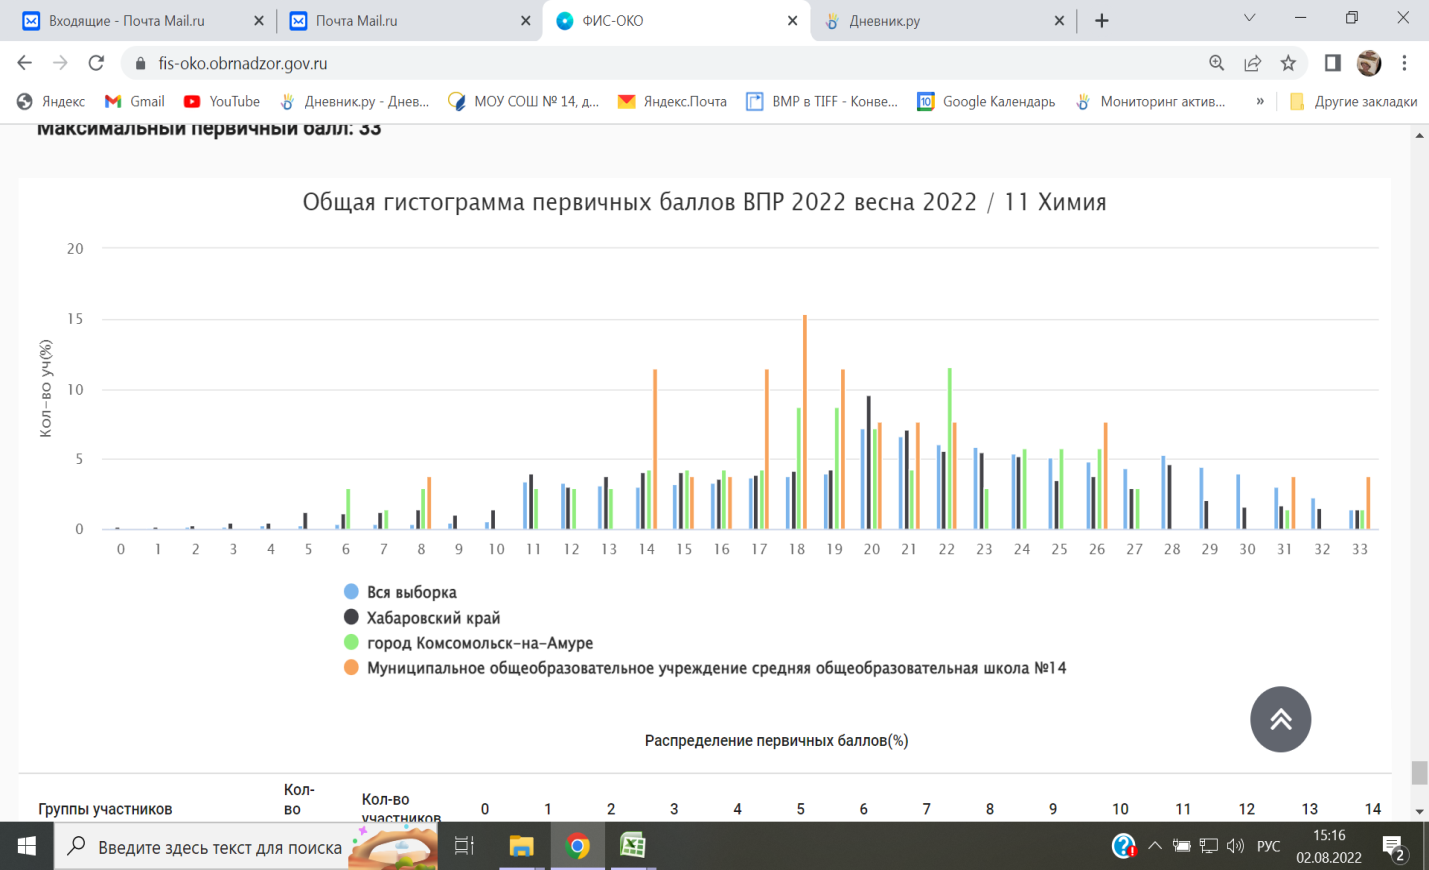 Входящие - Почта Mail.ru
Почта Mail.ru
ФИС-ОКО
Дневник.ру
fis-oko.obrnadzor.gov.ru
Яндекс
Gmail
YouTube
Дневник.ру - Днев...
МОУ СОШ № 14, д...
Яндекс.Почта
BMP в TIFF - Конве...
Google Календарь
Мониторинг актив...
»
Другие закладки
Максимальный первичный балл: 33
Общая гистограмма первичных баллов ВПР 2022 весна 2022 / 11 Химия
Кол-во уч(%)
20
15
10
5
0
0 1 2 3 4 5 6 7 8 9 10 11 12 13 14 15 16 17 18 19 20 21 22 23 24 25 26 27 28 29 30 31 32 33
Вся выборка
Хабаровский край
город Комсомольск-на-Амуре
Муниципальное общеобразовательное учреждение средняя общеобразовательная школа №14
Распределение первичных баллов(%)
Группы участников
Кол-
во
Кол-во
участников
0 1 2 3 4 5 6 7 8 9 10 11 12 13 14
Введите здесь текст для поиска
РУС
15:16
02.08.2022
2